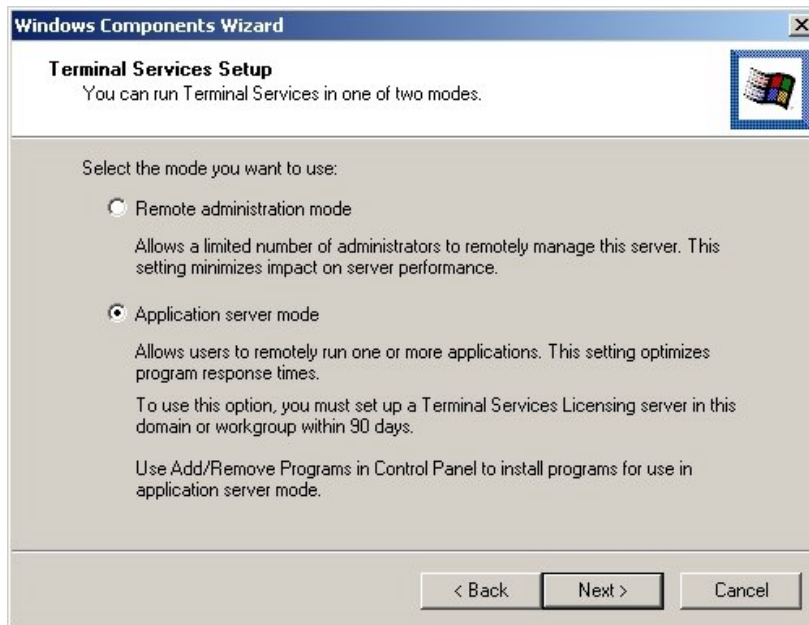 Windows Components Wizard
Terminal Services Setup
You can run Terminal Services in one of two modes.
Select the mode you want to use:
Remote administration mode
Allows a limited number of administrators to remotely manage this server. This
setting minimizes impact on server performance.
Application server mode
Allows users to remotely run one or more applications. This setting optimizes
program response times.
To use this option, you must set up a Terminal Services Licensing server in this
domain or workgroup within 90 days.
Use Add/Remove Programs in Control Panel to install programs for use in
application server mode.
< Back Next > Cancel